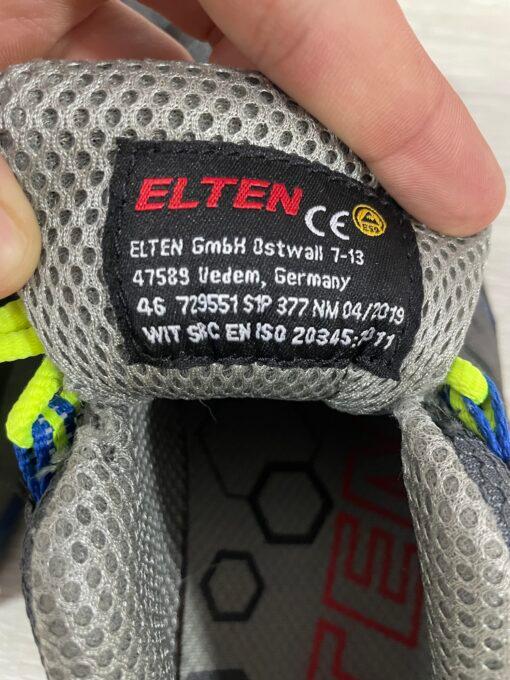 ELTEN
CE
ESD
ELTEN GmbH Ostwall 7-13
47589 Uedem, Germany
46 729551 S1P 377 NM 04/2019
WIT SRC EN ISO 20345:2011
ELTEN